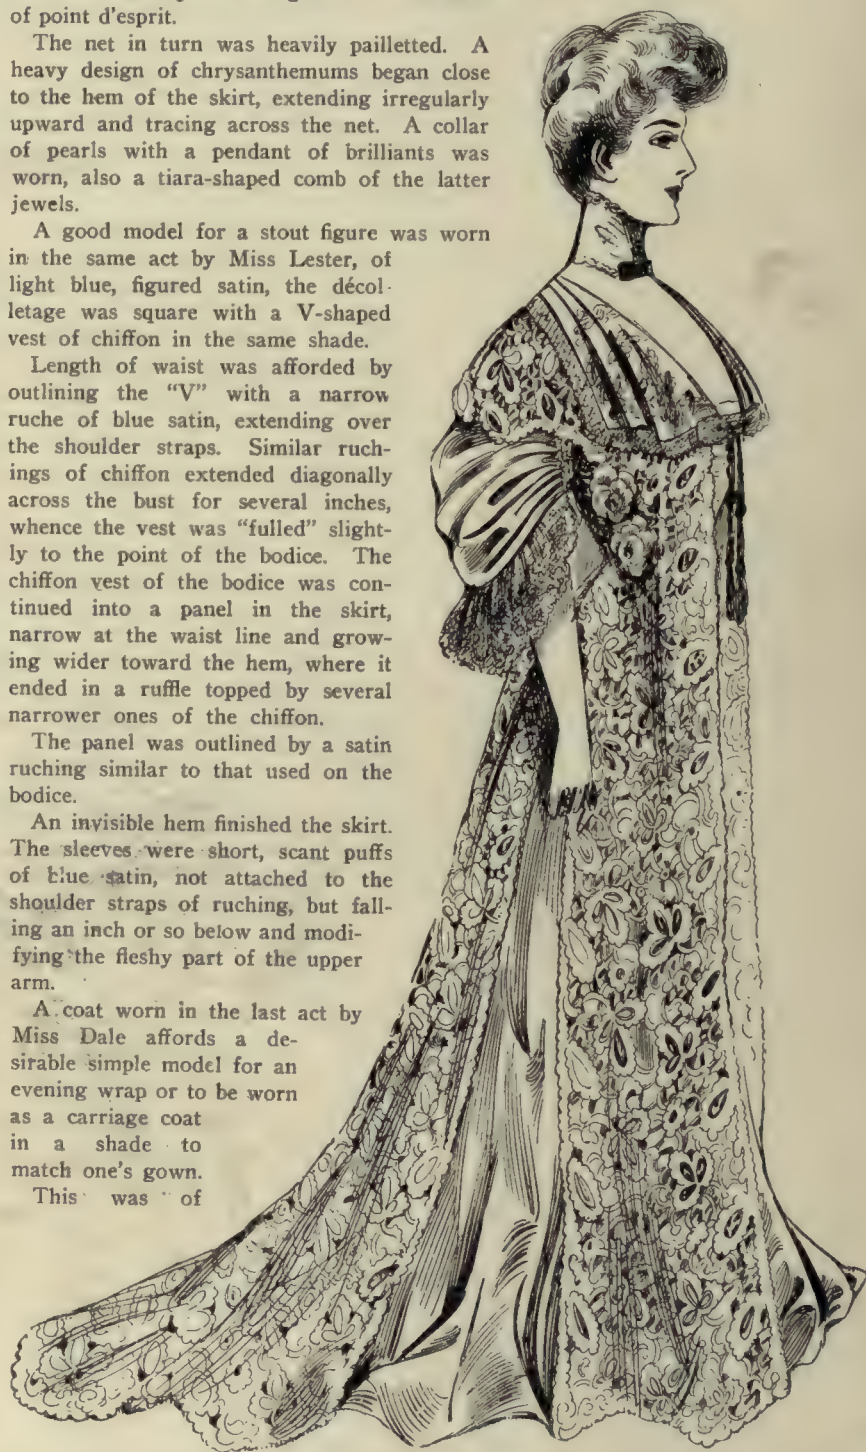 of point d'esprit.
The net in turn was heavily pailletted. A
heavy design of chrysanthemums began close
to the hem of the skirt, extending irregularly
upward and tracing across the net. A collar
of pearls with a pendant of brilliants was
worn, also a tiara-shaped comb of the latter
jewels.
A good model for a stout figure was worn
in the same act by Miss Lester, of
light blue, figured satin, the décol-
letage was square with a V-shaped
vest of chiffon in the same shade.
Length of waist was afforded by
outlining the "V" with a narrow
ruche of blue satin, extending over
the shoulder straps. Similar ruch-
ings of chiffon extended diagonally
across the bust for several inches,
whence the vest was "fulled" slight-
ly to the point of the bodice. The
chiffon vest of the bodice was con-
tinued into a panel in the skirt,
narrow at the waist line and grow-
ing wider toward the hem, where it
ended in a ruffle topped by several
narrower ones of the chiffon.
The panel was outlined by a satin
ruching similar to that used on the
bodice.
An invisible hem finished the skirt.
The sleeves were short, scant puffs
of blue satin, not attached to the
shoulder straps of ruching, but fall-
ing an inch or so below and modi-
fying the fleshy part of the upper
arm.
A coat worn in the last act by
Miss Dale affords a de-
sirable simple model for an
evening wrap or to be worn
as a carriage coat
in a shade to
match one's gown.
This was of